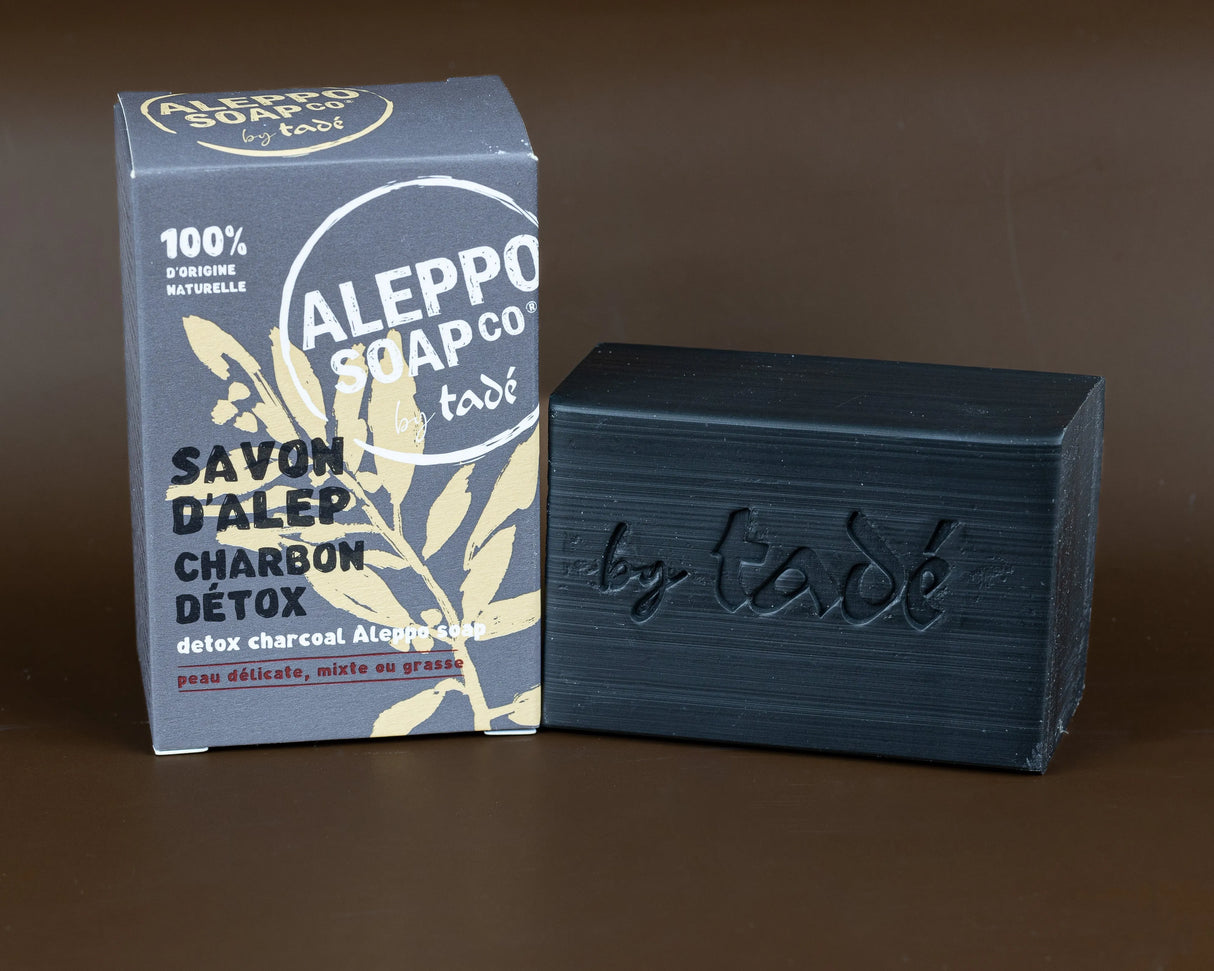 ALEPPO
SOAP CO®
by tadé
100%
D'ORIGINE
NATURELLE
ALEPPO
SOAP CO®
by tadé
SAVON
D'ALEP
CHARBON
DÉTOX
detox charcoal Aleppo soap
peau délicate, mixte ou grasse
by tadé